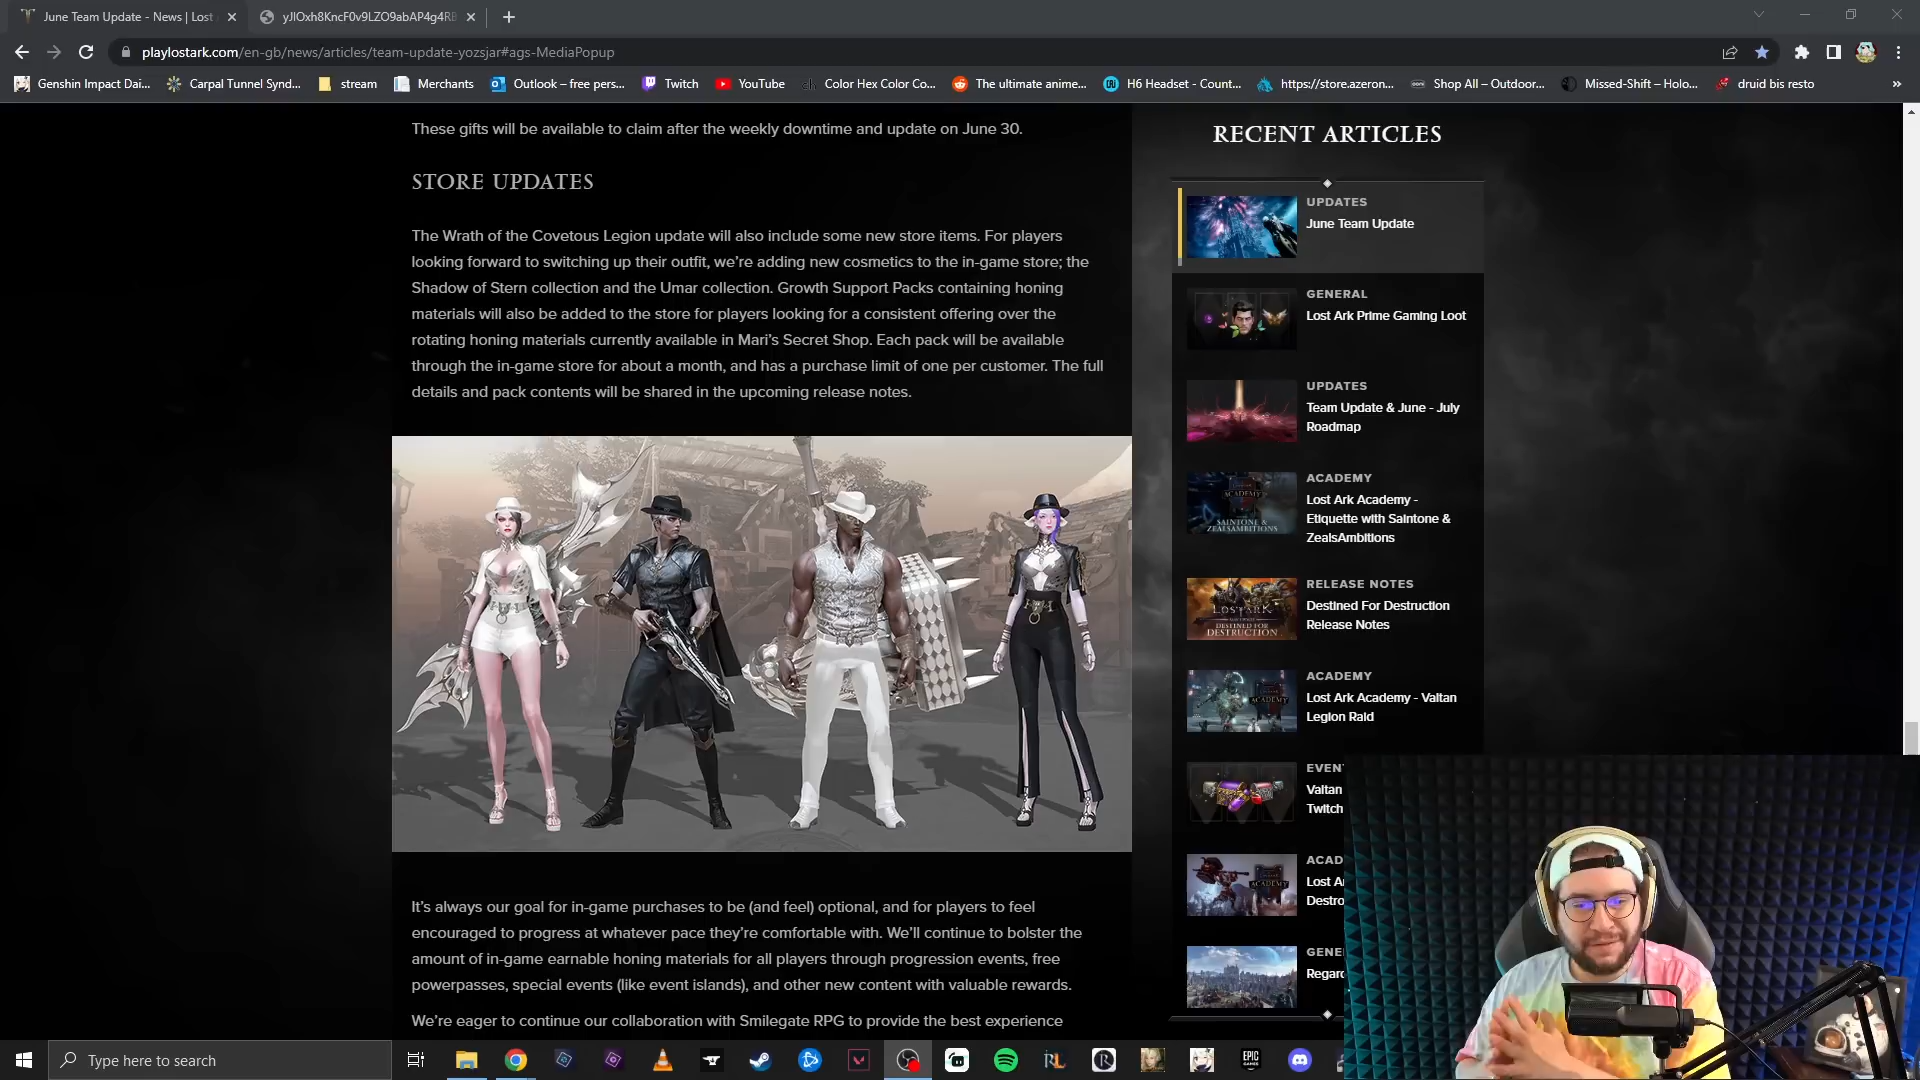 June Team Update - News | Lost
yJlOxh8KncF0v9LZO9abAP4g4RB
playlostark.com/en-gb/news/articles/team-update-yozsjar#ags-MediaPopup
Genshin Impact Dai...
Carpal Tunnel Synd...
stream
Merchants
Outlook – free pers...
Twitch
YouTube
Color Hex Color Co...
The ultimate anime...
H6 Headset - Count...
https://store.azeron...
Shop All – Outdoor...
Missed-Shift – Holo...
druid bis resto
»
These gifts will be available to claim after the weekly downtime and update on June 30.
STORE UPDATES
The Wrath of the Covetous Legion update will also include some new store items. For players
looking forward to switching up their outfit, we're adding new cosmetics to the in-game store; the
Shadow of Stern collection and the Umar collection. Growth Support Packs containing honing
materials will also be added to the store for players looking for a consistent offering over the
rotating honing materials currently available in Mari's Secret Shop. Each pack will be available
through the in-game store for about a month, and has a purchase limit of one per customer. The full
details and pack contents will be shared in the upcoming release notes.
It's always our goal for in-game purchases to be (and feel) optional, and for players to feel
encouraged to progress at whatever pace they're comfortable with. We'll continue to bolster the
amount of in-game earnable honing materials for all players through progression events, free
powerpasses, special events (like event islands), and other new content with valuable rewards.
We're eager to continue our collaboration with Smilegate RPG to provide the best experience
RECENT ARTICLES
UPDATES
June Team Update
GENERAL
Lost Ark Prime Gaming Loot
UPDATES
Team Update & June - July
Roadmap
ACADEMY
Lost Ark Academy -
Etiquette with Saintone &
ZealsAmbitions
ACADEMY
SAINTONE &
ZEALSAMBITIONS
RELEASE NOTES
Destined For Destruction
Release Notes
LOST ARK
DESTINED FOR
DESTRUCTION
ACADEMY
Lost Ark Academy - Valtan
Legion Raid
ACADEMY
EVEN
Valtan
Twitch
ACAD
Lost A
Destro
ACADEMY
GENE
Regar
Type here to search
RL
R
EPIC
GAMES